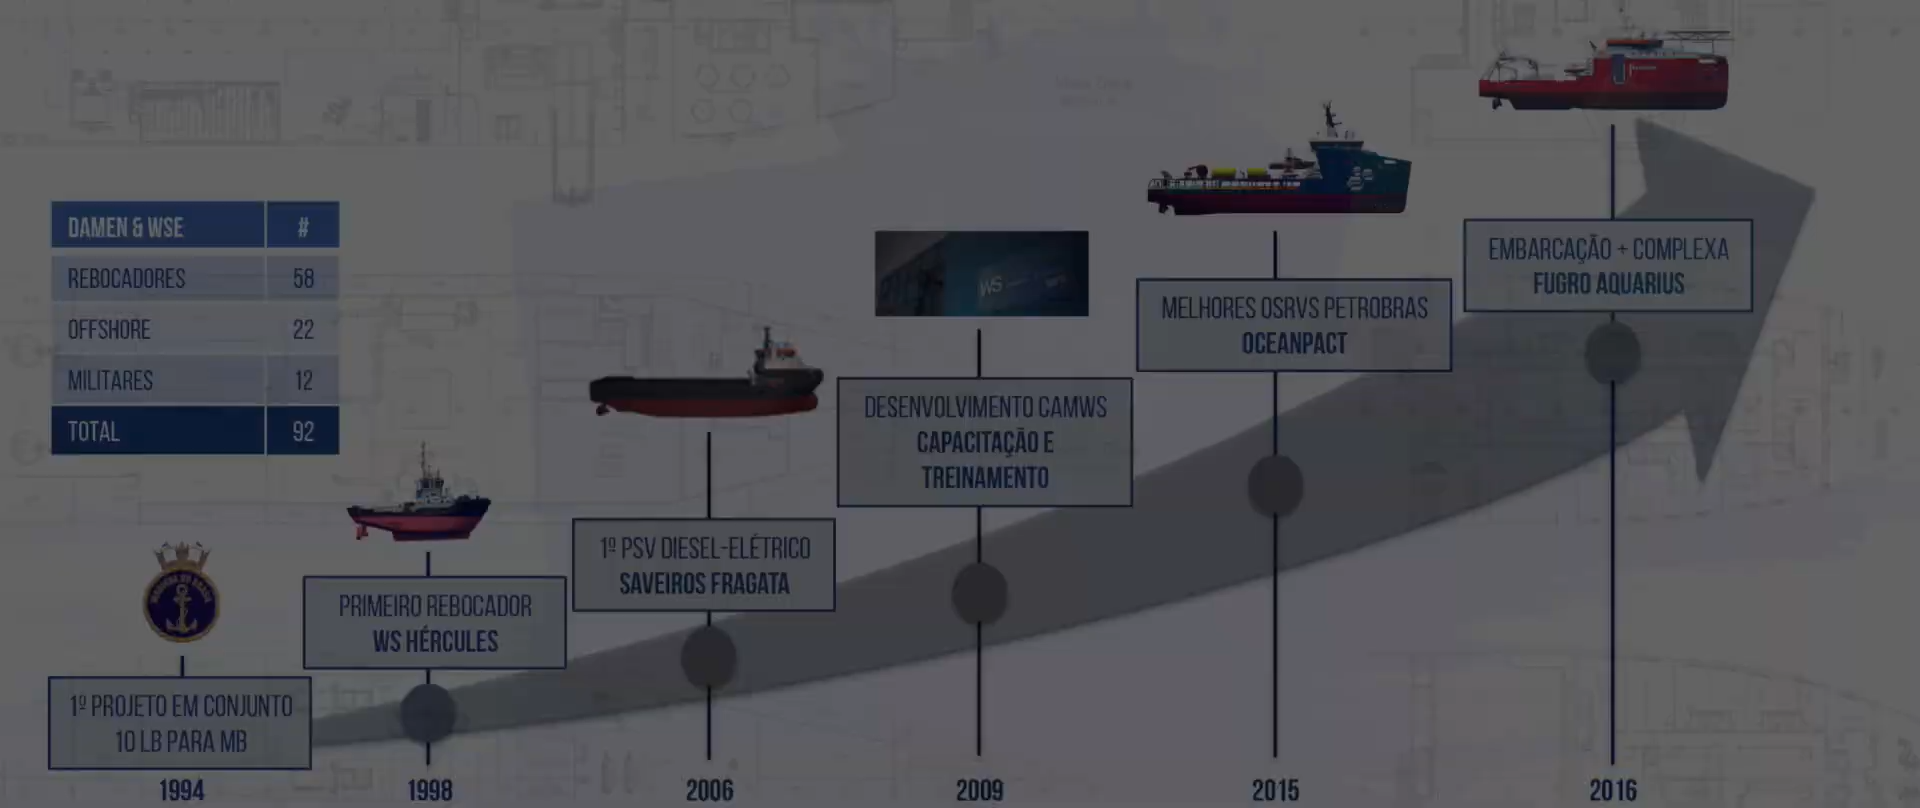 DAMEN & WSE #
REBOCADORES 58
OFFSHORE 22
MILITARES 12
TOTAL 92
1º PROJETO EM CONJUNTO
10 LB PARA MB
1994
PRIMEIRO REBOCADOR
WS HÉRCULES
1998
1º PSV DIESEL-ELÉTRICO
SAVEIROS FRAGATA
2006
WS
DESENVOLVIMENTO CAMWS
CAPACITAÇÃO E
TREINAMENTO
2009
MELHORES OSRVS PETROBRAS
OCEANPACT
2015
EMBARCAÇÃO + COMPLEXA
FUGRO AQUARIUS
2016